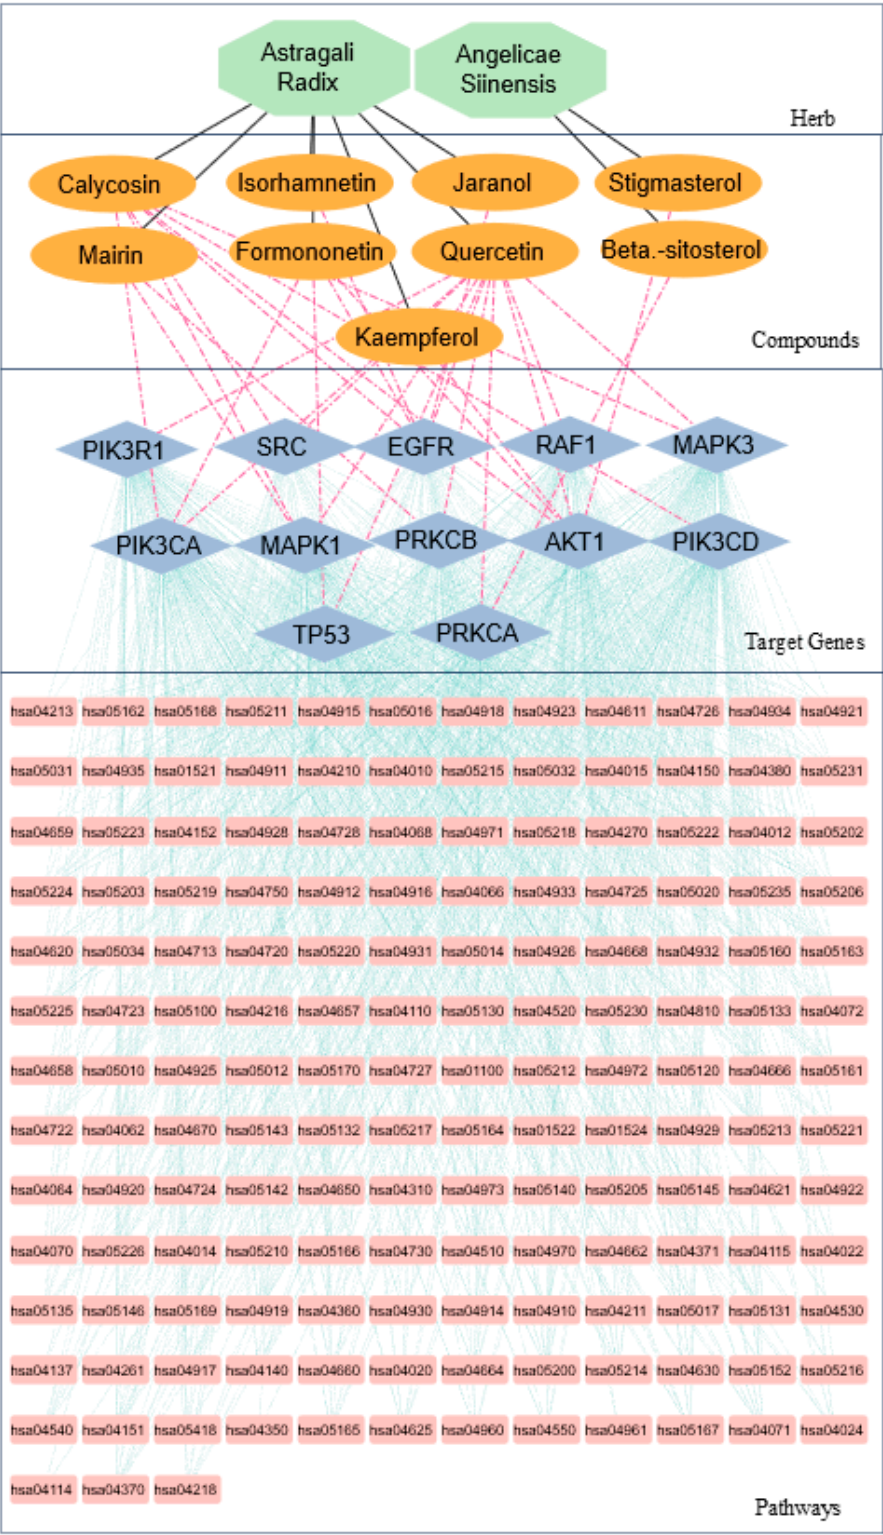 Astragali
Radix
Angelicae
Siinensis
Herb
Calycosin
Isorhamnetin
Jaranol
Stigmasterol
Mairin
Formononetin
Quercetin
Beta.-sitosterol
Kaempferol
Compounds
PIK3R1
SRC
EGFR
RAF1
MAPK3
PIK3CA
MAPK1
PRKCB
AKT1
PIK3CD
TP53
PRKCA
Target Genes
hsa04213 hsa05162 hsa05168 hsa05211 hsa04915 hsa05016 hsa04918 hsa04923 hsa04611 hsa04726 hsa04934 hsa04921
hsa05031 hsa04935 hsa01521 hsa04911 hsa04210 hsa04010 hsa05215 hsa05032 hsa04015 hsa04150 hsa04380 hsa05231
hsa04659 hsa05223 hsa04152 hsa04928 hsa04728 hsa04068 hsa04971 hsa05218 hsa04270 hsa05222 hsa04012 hsa05202
hsa05224 hsa05203 hsa05219 hsa04750 hsa04912 hsa04916 hsa04066 hsa04933 hsa04725 hsa05020 hsa05235 hsa05206
hsa04620 hsa05034 hsa04713 hsa04720 hsa05220 hsa04931 hsa05014 hsa04926 hsa04668 hsa04932 hsa05160 hsa05163
hsa05225 hsa04723 hsa05100 hsa04216 hsa04657 hsa04110 hsa05130 hsa04520 hsa05230 hsa04810 hsa05133 hsa04072
hsa04658 hsa05010 hsa04925 hsa05012 hsa05170 hsa04727 hsa01100 hsa05212 hsa04972 hsa05120 hsa04666 hsa05161
hsa04722 hsa04062 hsa04670 hsa05143 hsa05132 hsa05217 hsa05164 hsa01522 hsa01524 hsa04929 hsa05213 hsa05221
hsa04064 hsa04920 hsa04724 hsa05142 hsa04650 hsa04310 hsa04973 hsa05140 hsa05205 hsa05145 hsa04621 hsa04922
hsa04070 hsa05226 hsa04014 hsa05210 hsa05166 hsa04730 hsa04510 hsa04970 hsa04662 hsa04371 hsa04115 hsa04022
hsa05135 hsa05146 hsa05169 hsa04919 hsa04360 hsa04930 hsa04914 hsa04910 hsa04211 hsa05017 hsa05131 hsa04530
hsa04137 hsa04261 hsa04917 hsa04140 hsa04660 hsa04020 hsa04664 hsa05200 hsa05214 hsa04630 hsa05152 hsa05216
hsa04540 hsa04151 hsa05418 hsa04350 hsa05165 hsa04625 hsa04960 hsa04550 hsa04961 hsa05167 hsa04071 hsa04024
hsa04114 hsa04370 hsa04218
Pathways